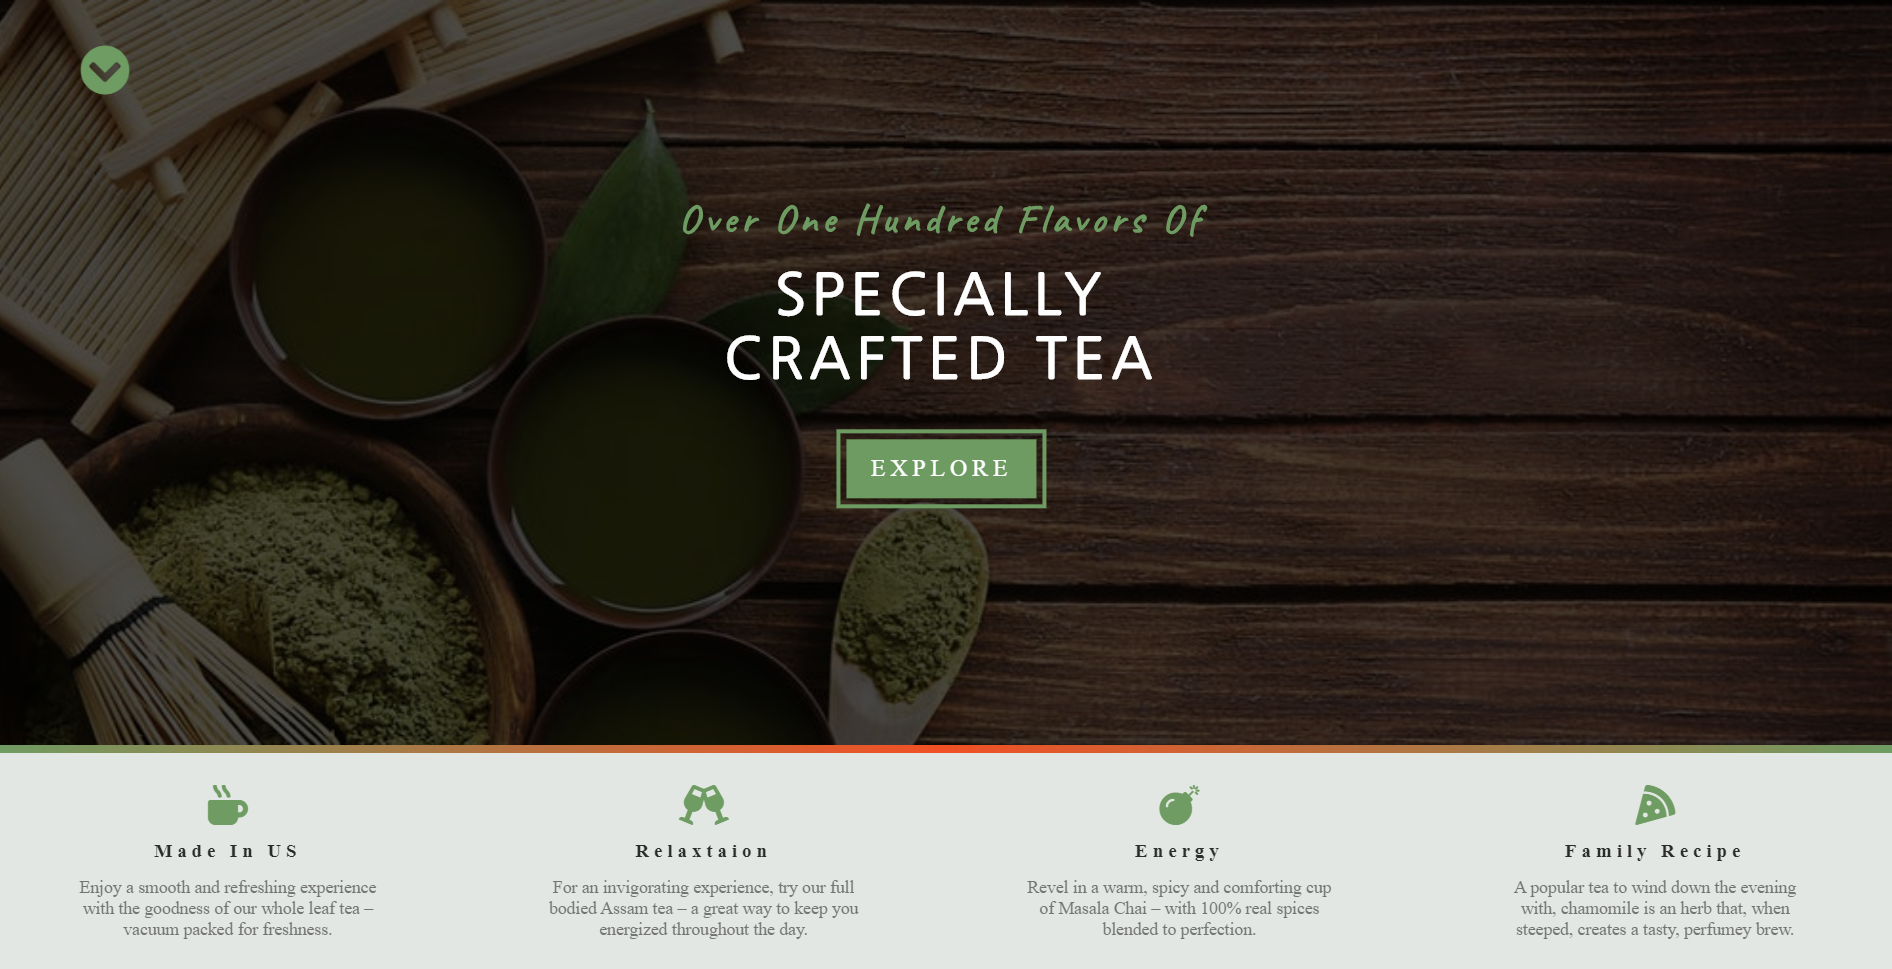 Over One Hundred Flavors Of
SPECIALLY
CRAFTED TEA
EXPLORE
Made In US
Enjoy a smooth and refreshing experience
with the goodness of our whole leaf tea –
vacuum packed for freshness.
Relaxtaion
For an invigorating experience, try our full
bodied Assam tea – a great way to keep you
energized throughout the day.
Energy
Revel in a warm, spicy and comforting cup
of Masala Chai – with 100% real spices
blended to perfection.
Family Recipe
A popular tea to wind down the evening
with, chamomile is an herb that, when
steeped, creates a tasty, perfumey brew.